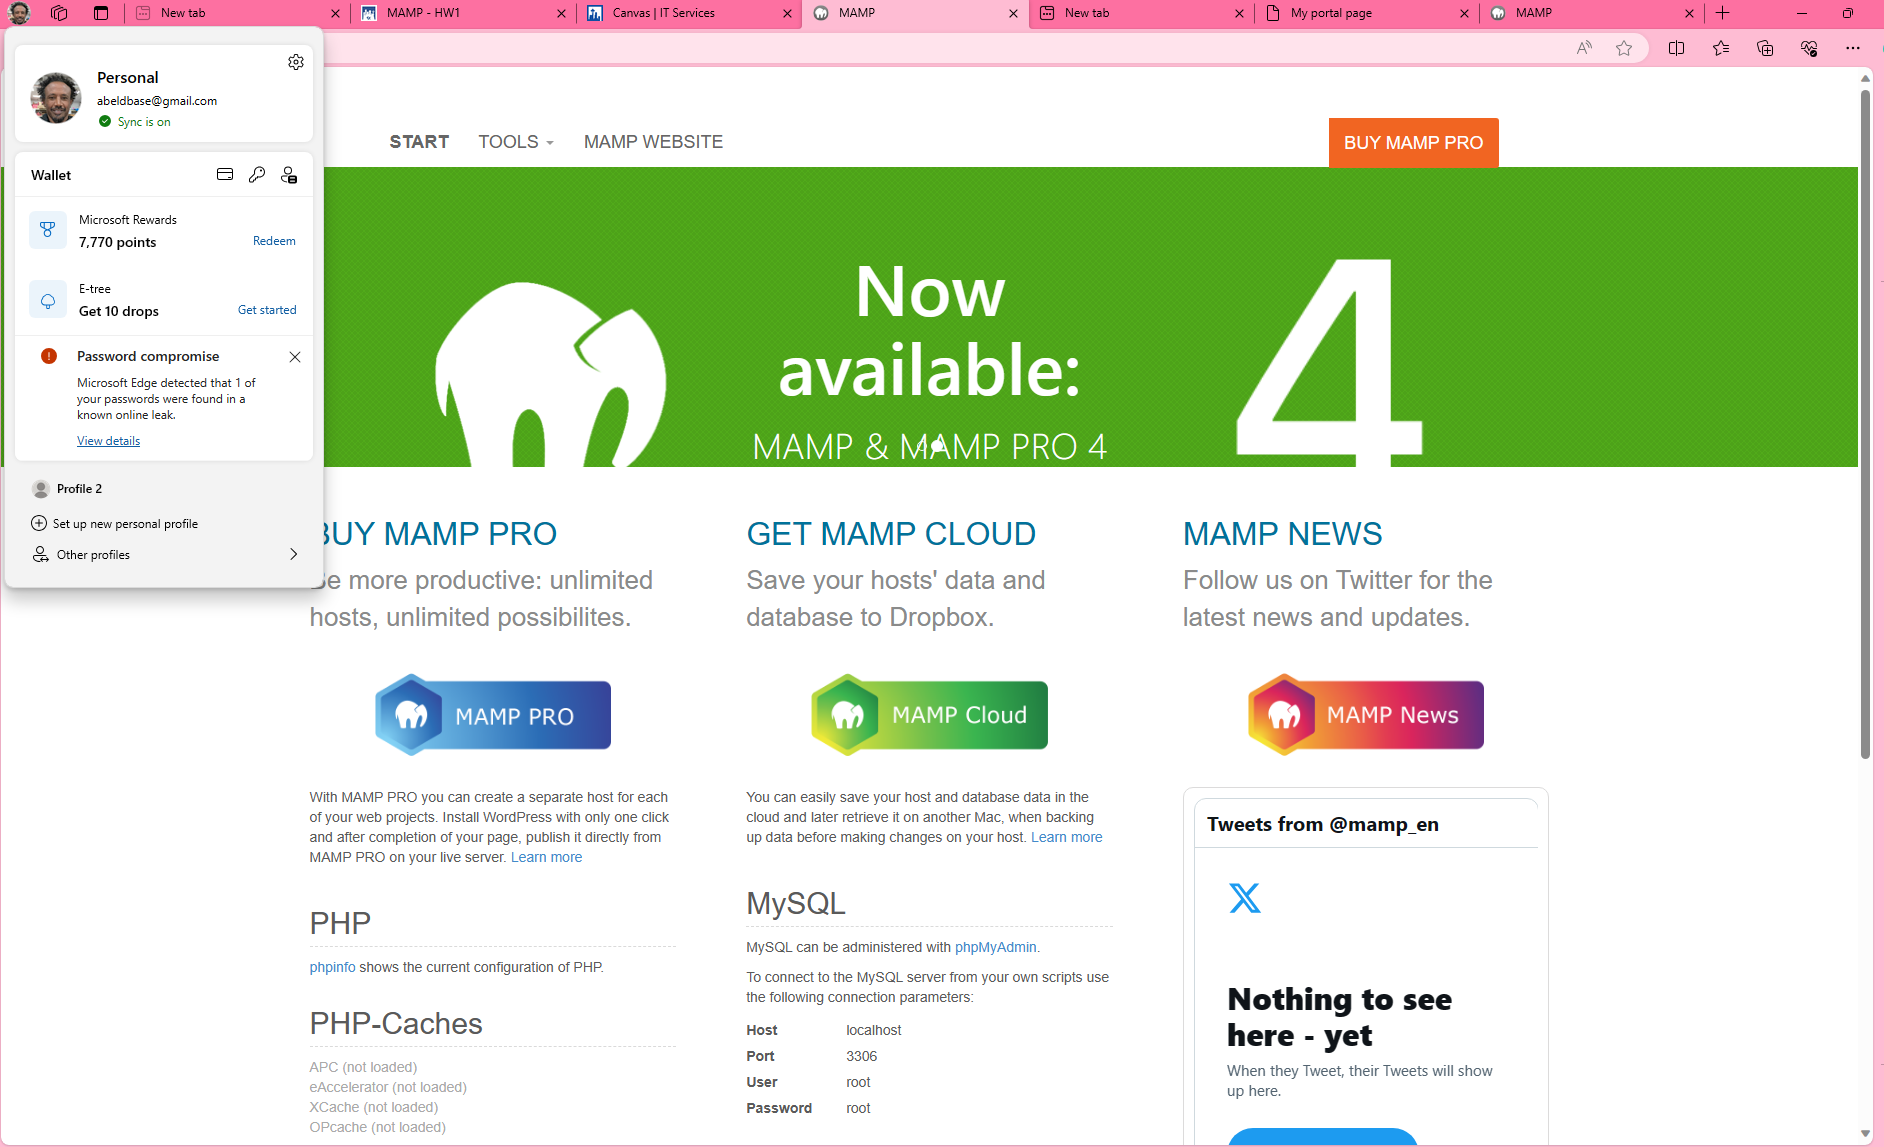 New tab
MAMP - HW1
Canvas | IT Services
MAMP
New tab
My portal page
MAMP
Personal
abeldbase@gmail.com
Sync is on
Wallet
Microsoft Rewards
7,770 points
Redeem
E-tree
Get 10 drops
Get started
Password compromise
Microsoft Edge detected that 1 of
your passwords were found in a
known online leak.
View details
Profile 2
Set up new personal profile
Other profiles
START
TOOLS
MAMP WEBSITE
BUY MAMP PRO
Now
available:
MAMP & MAMP PRO 4
4
BUY MAMP PRO
Be more productive: unlimited
hosts, unlimited possibilites.
MAMP PRO
With MAMP PRO you can create a separate host for each
of your web projects. Install WordPress with only one click
and after completion of your page, publish it directly from
MAMP PRO on your live server. Learn more
PHP
phpinfo shows the current configuration of PHP.
PHP-Caches
APC (not loaded)
eAccelerator (not loaded)
XCache (not loaded)
OPcache (not loaded)
GET MAMP CLOUD
Save your hosts' data and
database to Dropbox.
MAMP Cloud
You can easily save your host and database data in the
cloud and later retrieve it on another Mac, when backing
up data before making changes on your host. Learn more
MySQL
MySQL can be administered with phpMyAdmin.
To connect to the MySQL server from your own scripts use
the following connection parameters:
Host localhost
Port 3306
User root
Password root
MAMP NEWS
Follow us on Twitter for the
latest news and updates.
MAMP News
Tweets from @mamp_en
Nothing to see
here - yet
When they Tweet, their Tweets will show
up here.